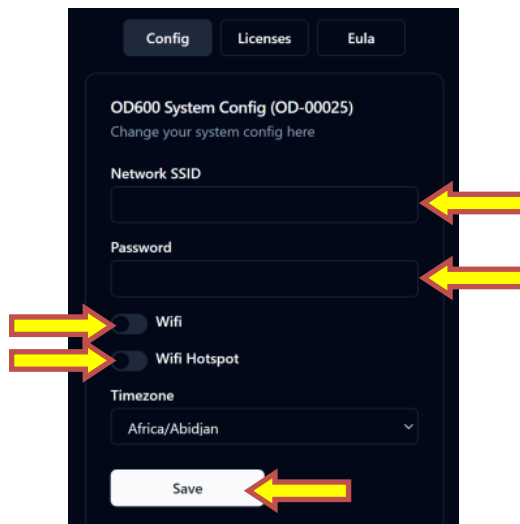 Config Licenses Eula
OD600 System Config (OD-00025)
Change your system config here
Network SSID
Password
Wifi
Wifi Hotspot
Timezone
Africa/Abidjan
Save